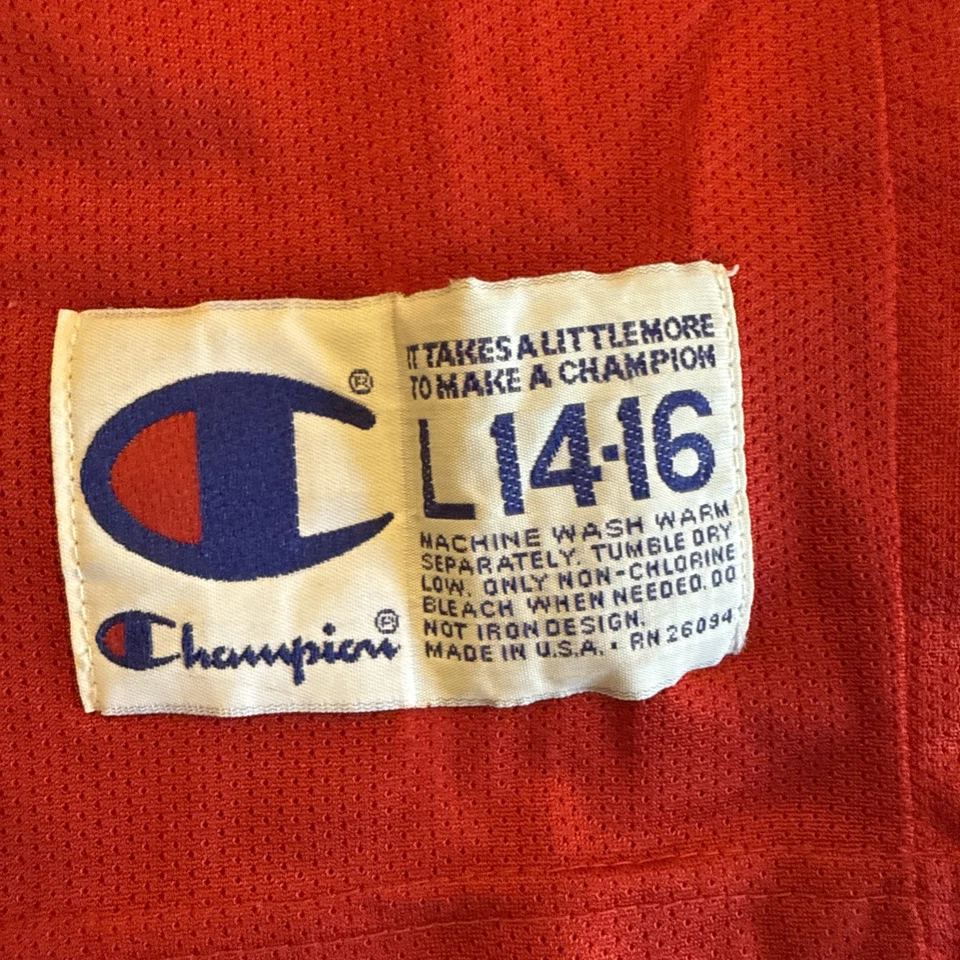 ®
Champion®
IT TAKES A LITTLE MORE
TO MAKE A CHAMPION
L 14-16
MACHINE WASH WARM
SEPARATELY. TUMBLE DRY
LOW. ONLY NON-CHLORINE
BLEACH WHEN NEEDED. DO
NOT IRON DESIGN.
MADE IN U.S.A. • RN 26094